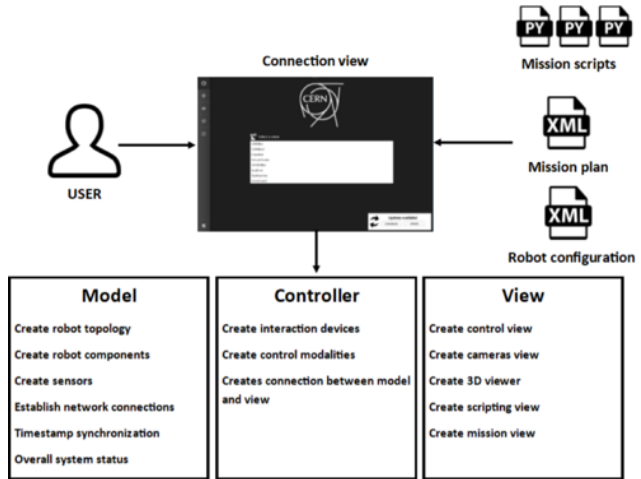 PY PY PY
Connection view
Mission scripts
CERN
XML
Mission plan
USER
XML
Robot configuration
Model
Create robot topology
Create robot components
Create sensors
Establish network connections
Timestamp synchronization
Overall system status
Controller
Create interaction devices
Create control modalities
Creates connection between model
and view
View
Create control view
Create cameras view
Create 3D viewer
Create scripting view
Create mission view